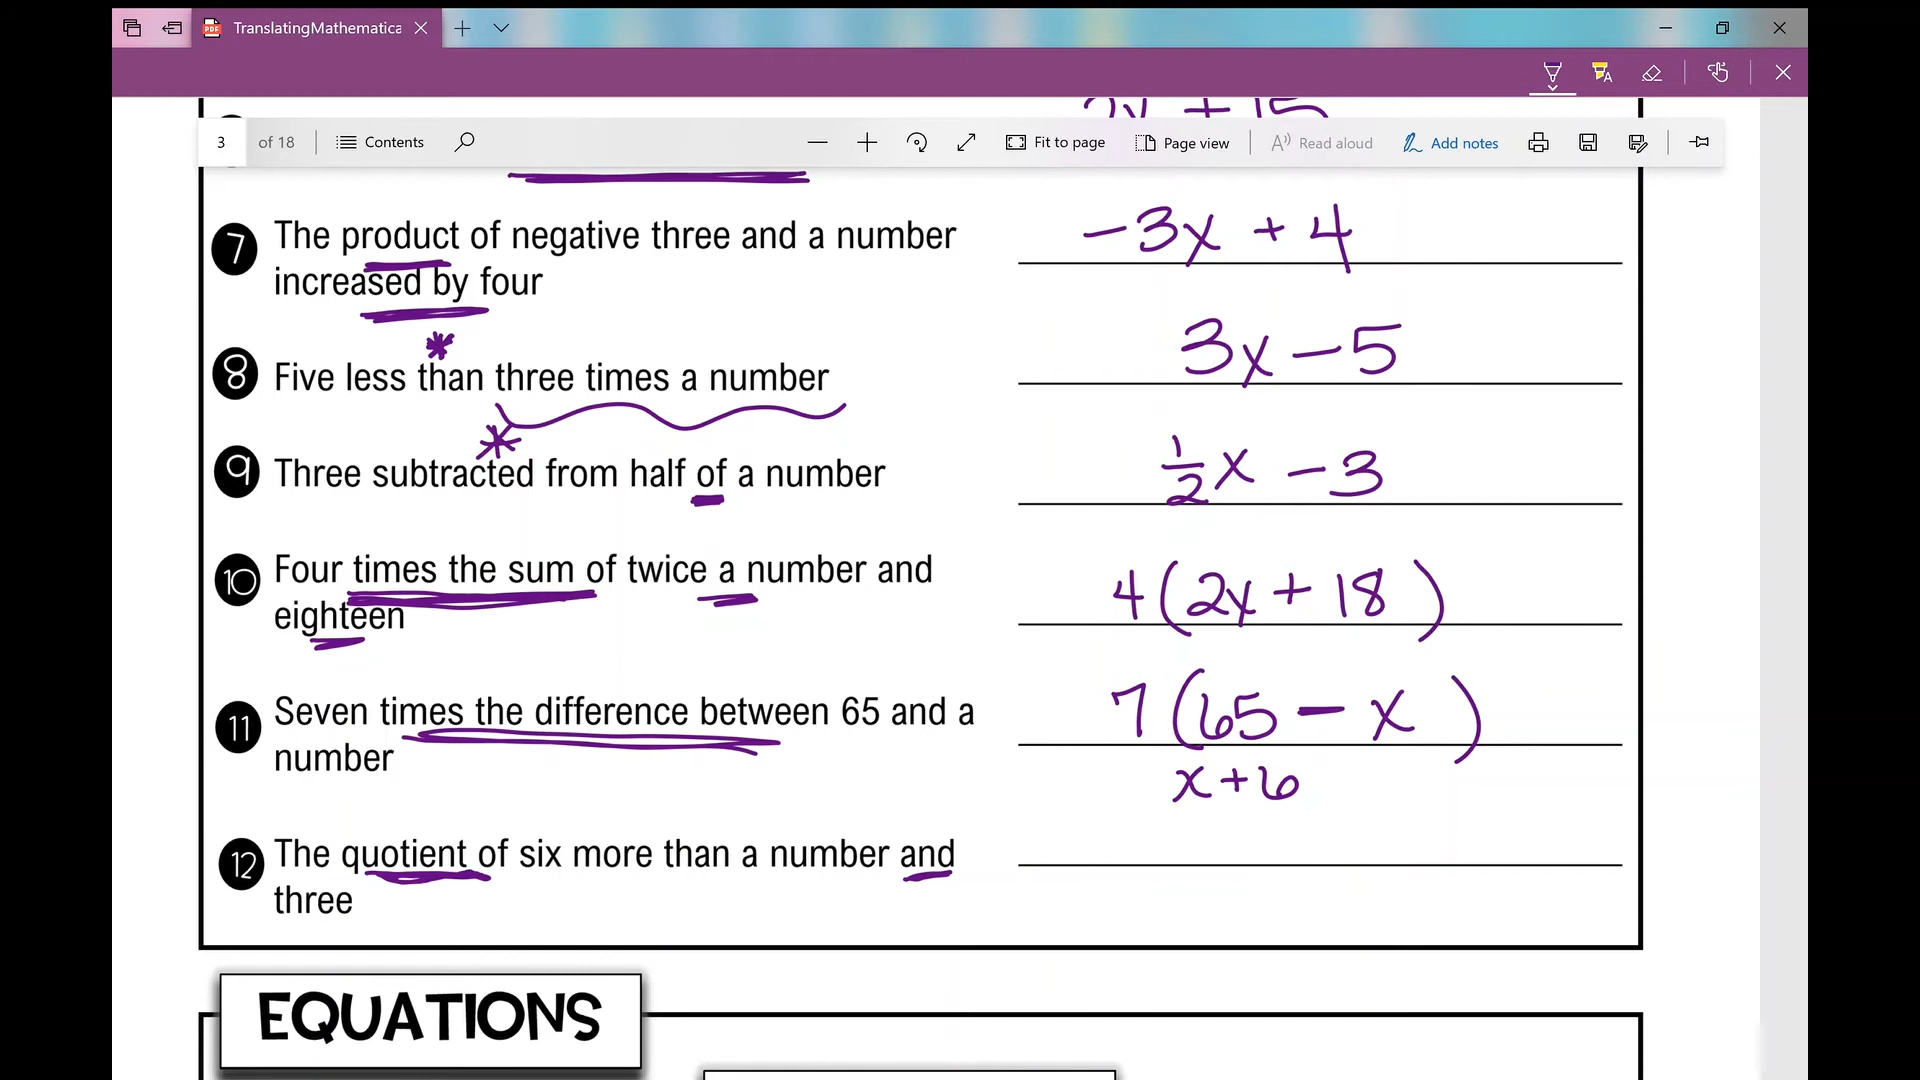 TranslatingMathematica
3 of 18 Contents Fit to page Page view Read aloud Add notes
7 The product of negative three and a number
increased by four
-3x + 4
8 Five less than three times a number
3x - 5
9 Three subtracted from half of a number
1/2 x - 3
10 Four times the sum of twice a number and
eighteen
4(2x + 18)
11 Seven times the difference between 65 and a
number
7(65 - x)
x + 6
12 The quotient of six more than a number and
three
EQUATIONS